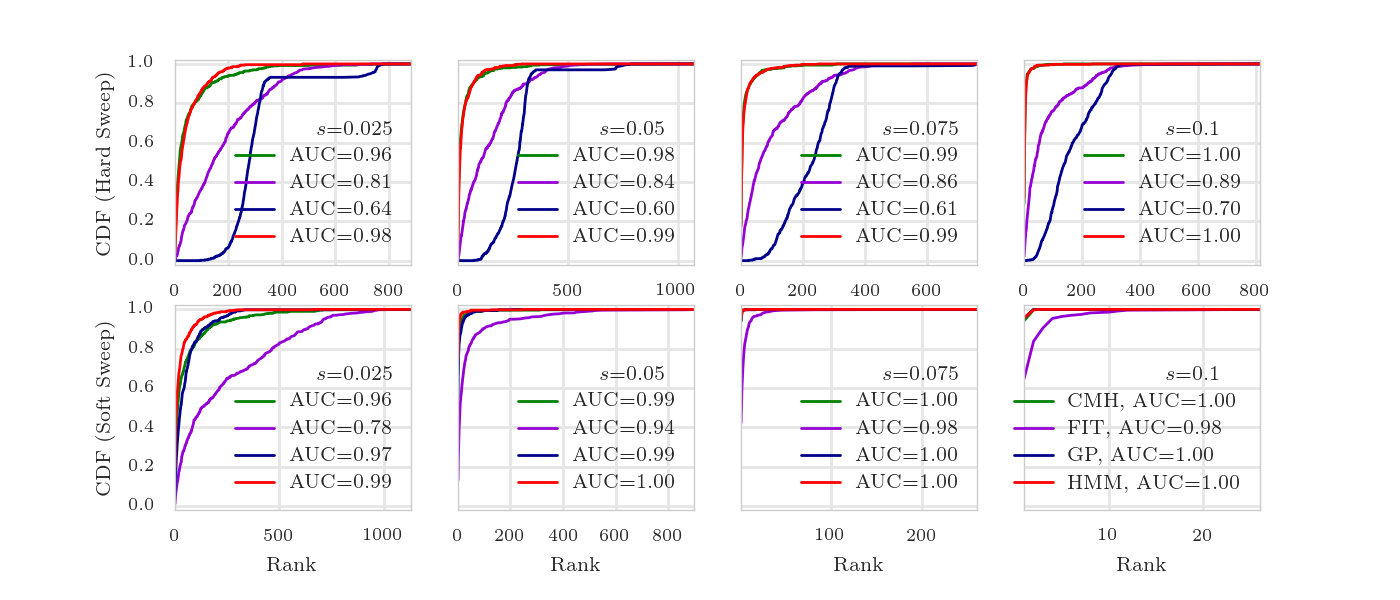 CDF (Hard Sweep)
1.0
0.8
0.6
0.4
0.2
0.0
s=0.025
AUC=0.96
AUC=0.81
AUC=0.64
AUC=0.98
0 200 400 600 800
s=0.05
AUC=0.98
AUC=0.84
AUC=0.60
AUC=0.99
0 500 1000
s=0.075
AUC=0.99
AUC=0.86
AUC=0.61
AUC=0.99
0 200 400 600
s=0.1
AUC=1.00
AUC=0.89
AUC=0.70
AUC=1.00
0 200 400 600 800
CDF (Soft Sweep)
1.0
0.8
0.6
0.4
0.2
0.0
s=0.025
AUC=0.96
AUC=0.78
AUC=0.97
AUC=0.99
0 500 1000
Rank
s=0.05
AUC=0.99
AUC=0.94
AUC=0.99
AUC=1.00
0 200 400 600 800
Rank
s=0.075
AUC=1.00
AUC=0.98
AUC=1.00
AUC=1.00
100 200
Rank
s=0.1
CMH, AUC=1.00
FIT, AUC=0.98
GP, AUC=1.00
HMM, AUC=1.00
10 20
Rank